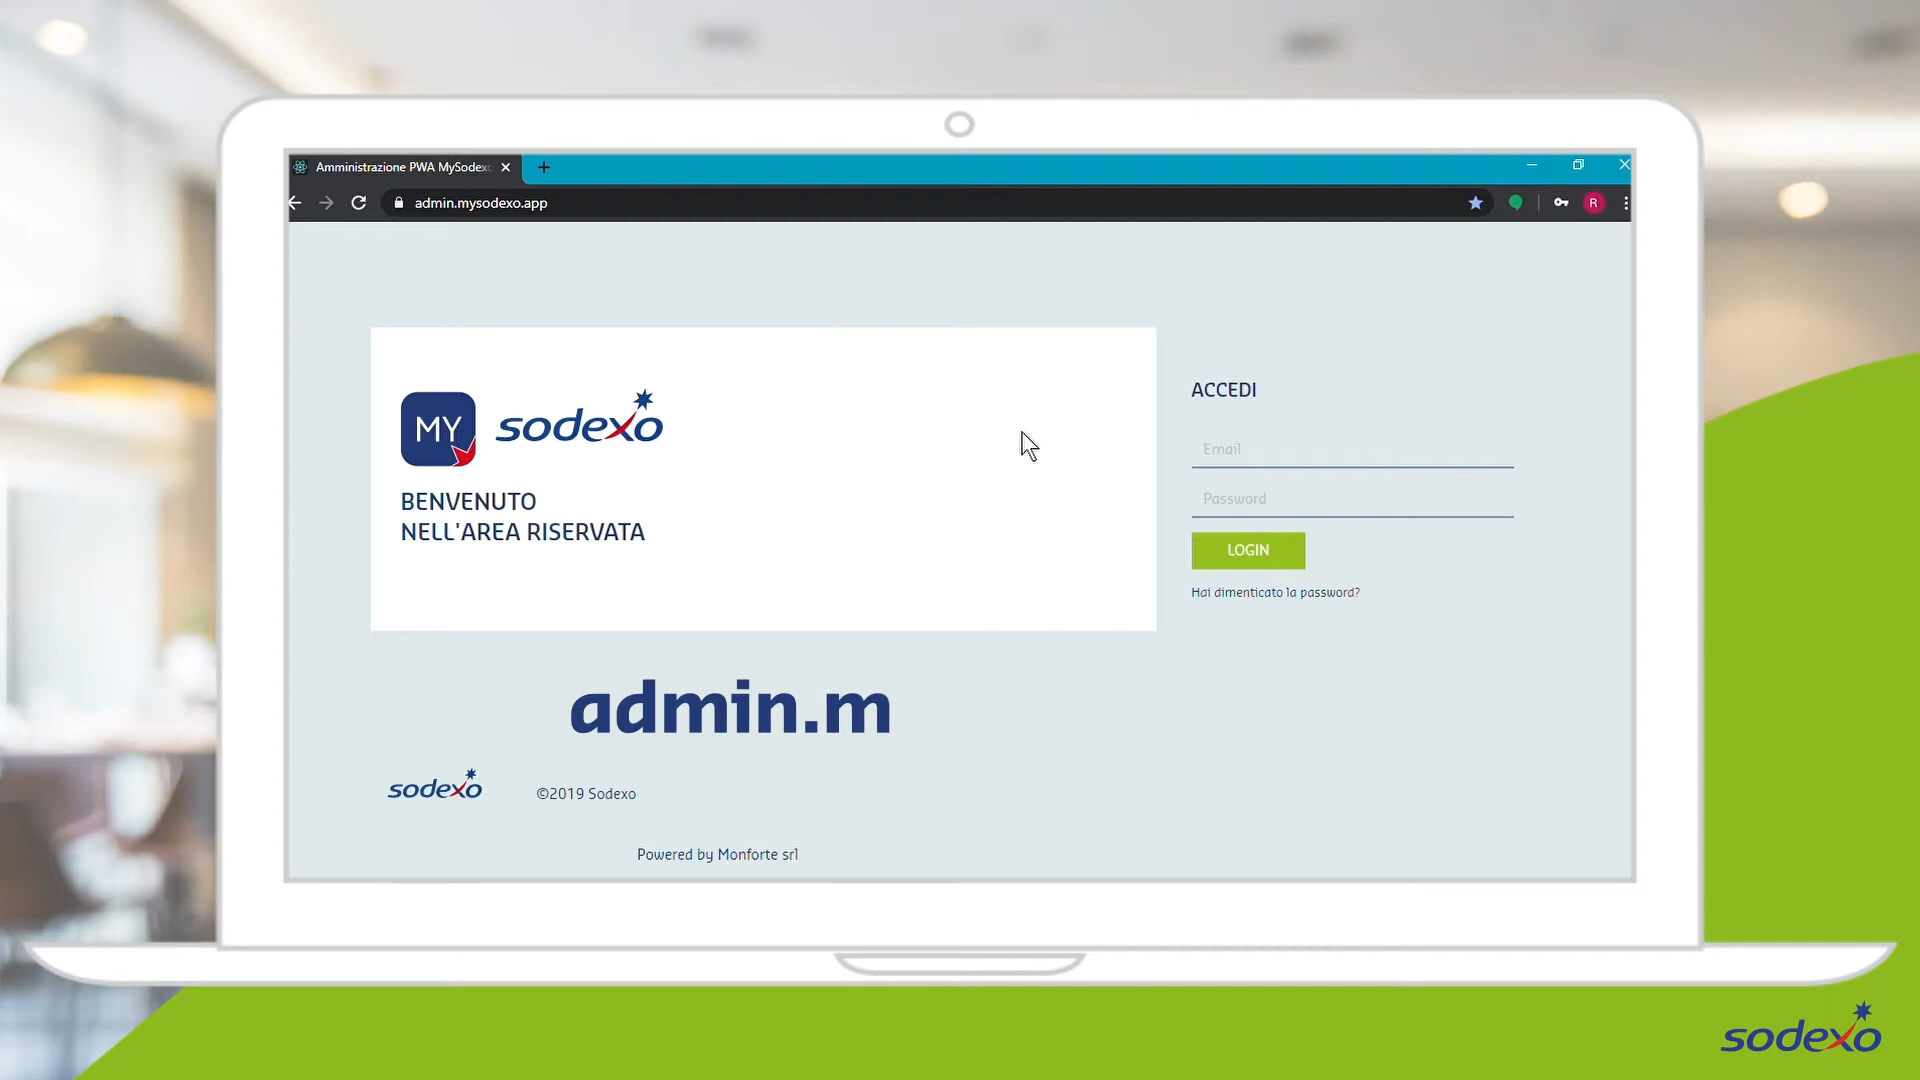 Amministrazione PWA MySodexo
admin.mysodexo.app
R
MY sodexo
BENVENUTO
NELL'AREA RISERVATA
ACCEDI
Email
Password
LOGIN
Hai dimenticato la password?
admin.m
sodexo ©2019 Sodexo
Powered by Monforte srl
sodexo